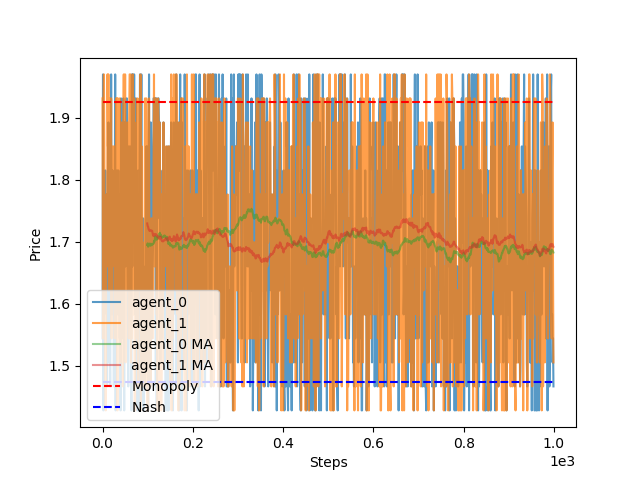 1.9
1.8
1.7
1.6
1.5
Price
agent_0
agent_1
agent_0 MA
agent_1 MA
Monopoly
Nash
0.0 0.2 0.4 0.6 0.8 1.0
Steps
1e3